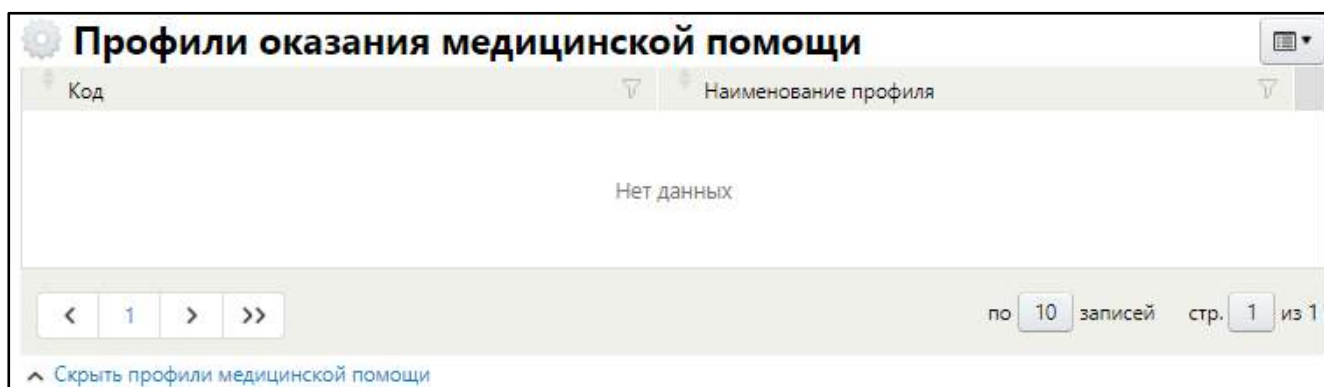 Профили оказания медицинской помощи
Код Наименование профиля
Нет данных
1 по 10 записей стр. 1 из 1
Скрыть профили медицинской помощи